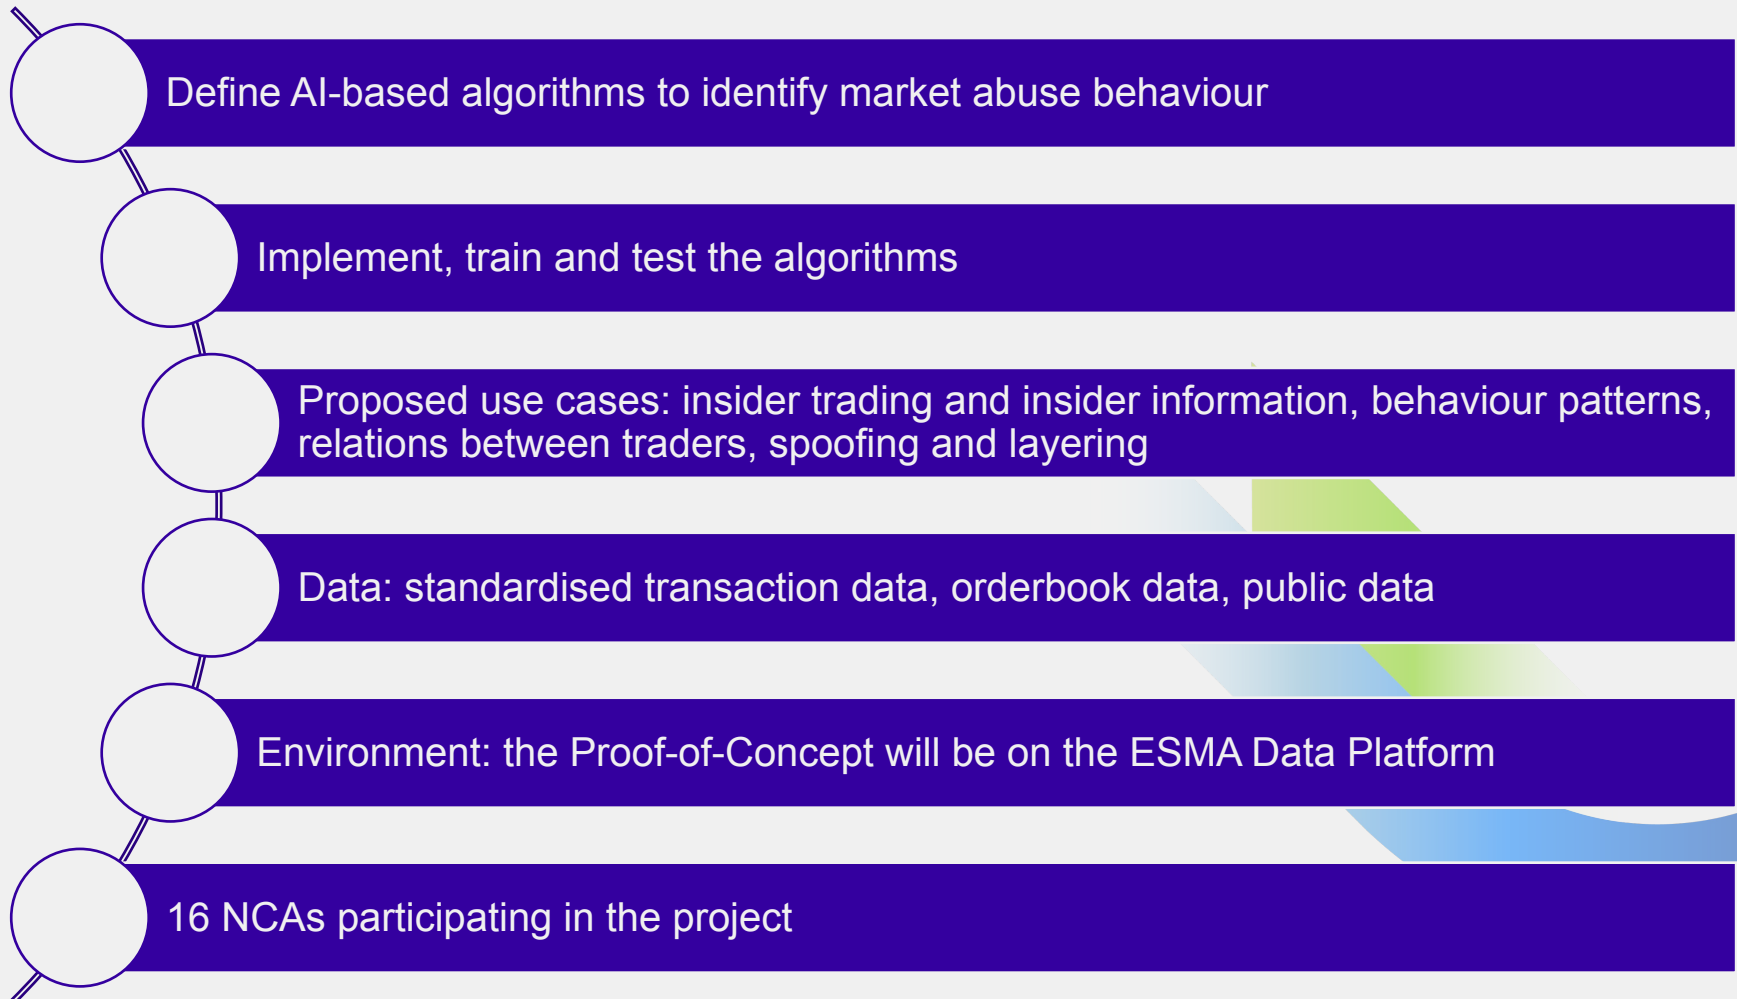 Define AI-based algorithms to identify market abuse behaviour
Implement, train and test the algorithms
Proposed use cases: insider trading and insider information, behaviour patterns,
relations between traders, spoofing and layering
Data: standardised transaction data, orderbook data, public data
Environment: the Proof-of-Concept will be on the ESMA Data Platform
16 NCAs participating in the project